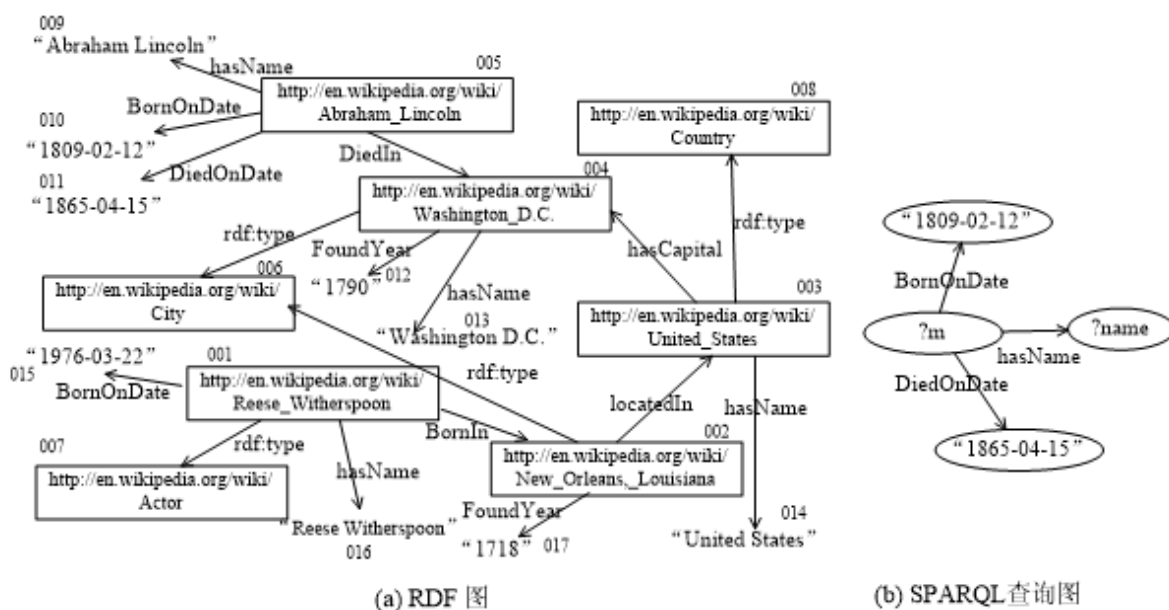 009
“Abraham Lincoln”
hasName
005
http://en.wikipedia.org/wiki/
Abraham_Lincoln
BornOnDate
010
“1809-02-12”
DiedOnDate
011
“1865-04-15”
DiedIn
004
http://en.wikipedia.org/wiki/
Washington_D.C.
008
http://en.wikipedia.org/wiki/
Country
rdf:type
FoundYear
“1790”
012
hasName
013
“Washington D.C.”
hasCapital
rdf:type
006
http://en.wikipedia.org/wiki/
City
003
http://en.wikipedia.org/wiki/
United_States
“1976-03-22”
015
BornOnDate
001
http://en.wikipedia.org/wiki/
Reese_Witherspoon
rdf:type
locatedIn
hasName
BornIn
007
rdf:type
http://en.wikipedia.org/wiki/
Actor
hasName
“Reese Witherspoon”
016
002
http://en.wikipedia.org/wiki/
New_Orleans,_Louisiana
FoundYear
“1718”
017
014
“United States”
(a) RDF 图
“1809-02-12”
BornOnDate
?m
?name
hasName
DiedOnDate
“1865-04-15”
(b) SPARQL查询图